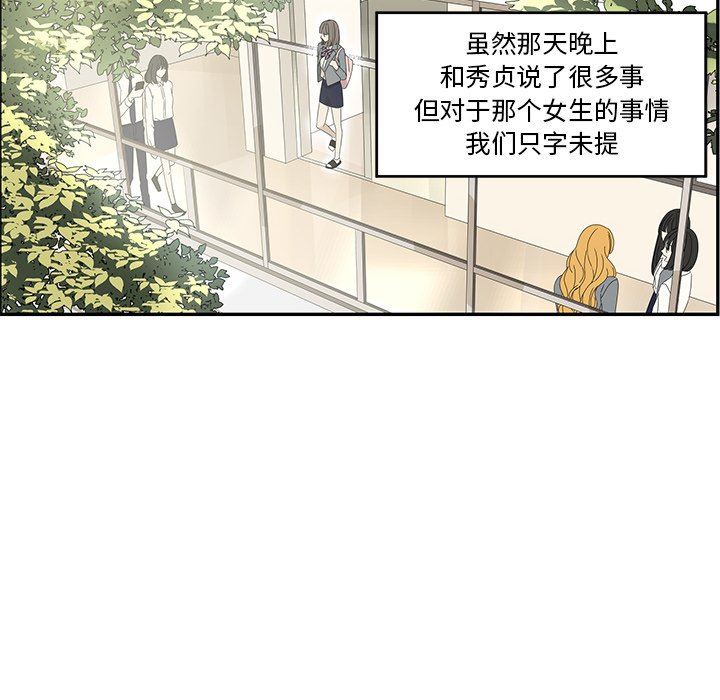 虽然那天晚上
和秀贞说了很多事
但对于那个女生的事情
我们只字未提